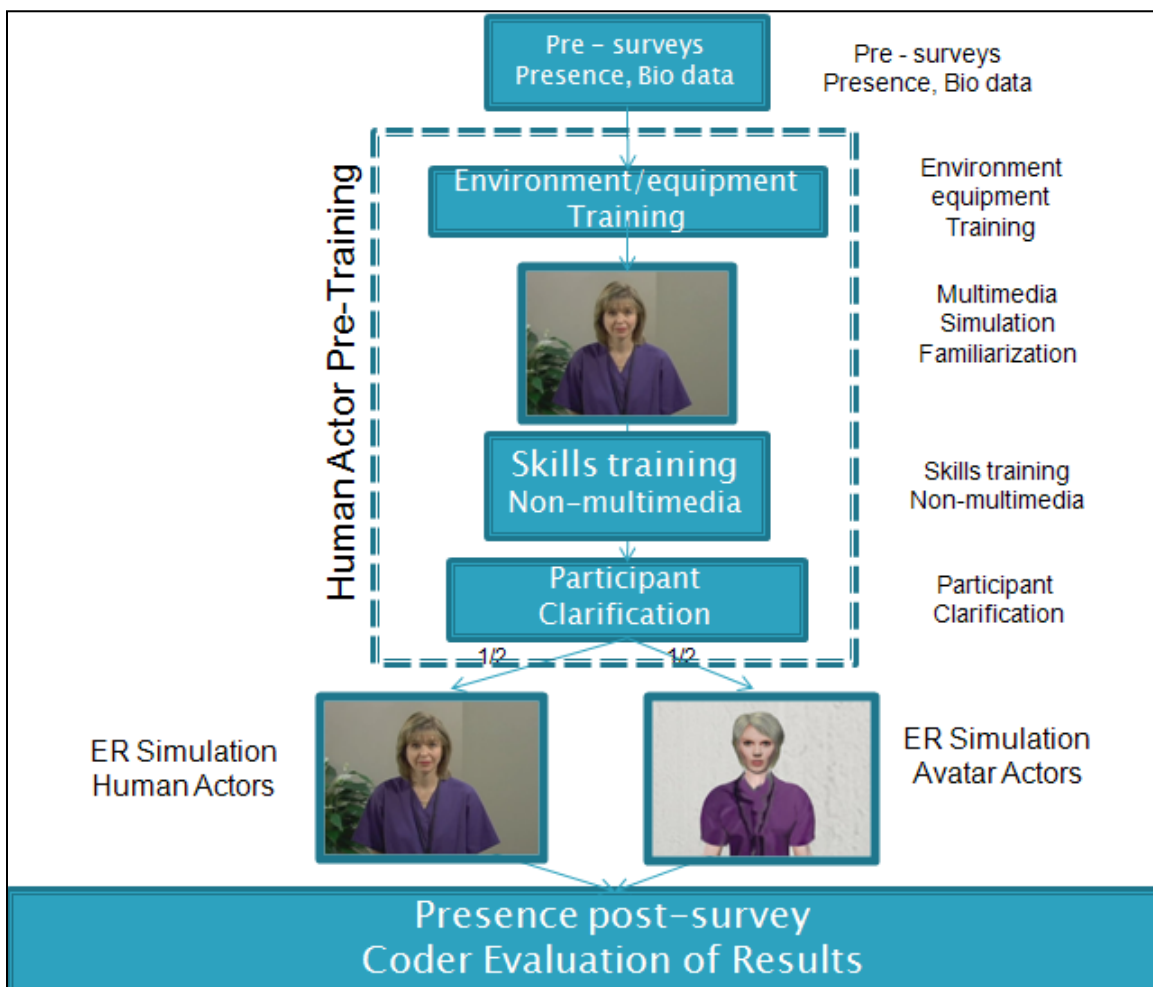 Pre – surveys
Presence, Bio data
Pre - surveys
Presence, Bio data
Human Actor Pre-Training
Environment/equipment
Training
Environment
equipment
Training
Multimedia
Simulation
Familiarization
Skills training
Non-multimedia
Skills training
Non-multimedia
Participant
Clarification
Participant
Clarification
1/2
1/2
ER Simulation
Human Actors
ER Simulation
Avatar Actors
Presence post-survey
Coder Evaluation of Results